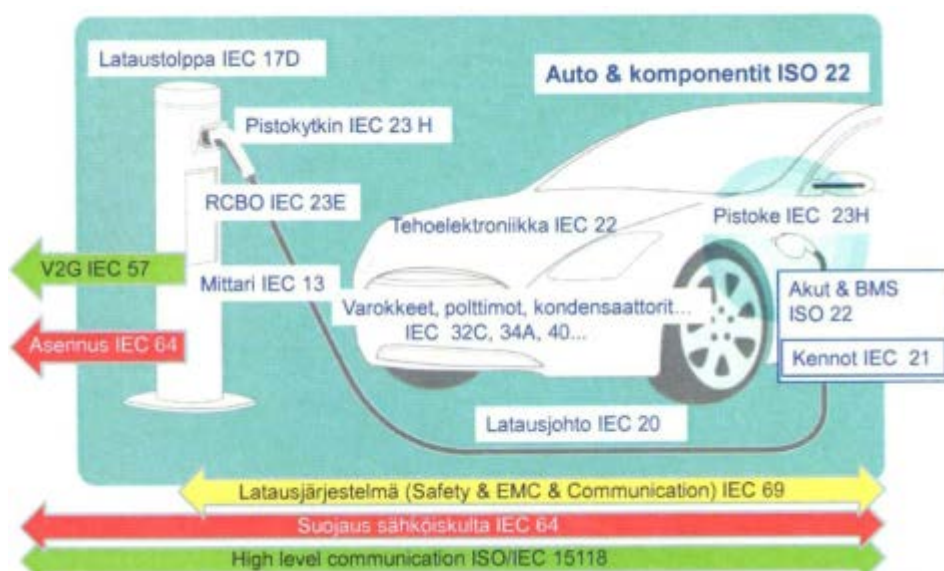 Lataustolppa IEC 17D
Auto & komponentit ISO 22
Pistokytkin IEC 23 H
RCBO IEC 23E
Tehoelektroniikka IEC 22
Pistoke IEC 23H
V2G IEC 57
Mittari IEC 13
Varokkeet, polttimot, kondensaattorit...
IEC 32C, 34A, 40...
Akut & BMS
ISO 22
Asennus IEC 64
Kennot IEC 21
Latausjohto IEC 20
Latausjärjestelmä (Safety & EMC & Communication) IEC 69
Suojaus sähköiskulta IEC 64
High level communication ISO/IEC 15118